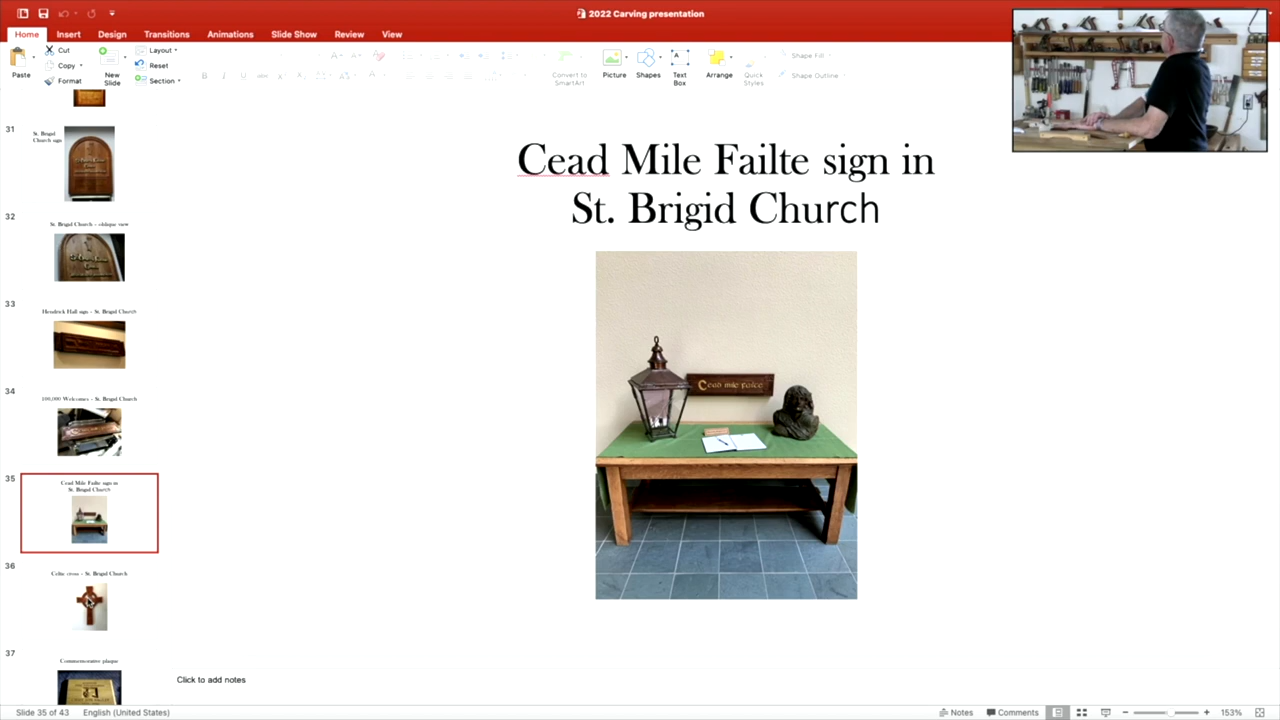 2022 Carving presentation
Home Insert Design Transitions Animations Slide Show Review View
Paste
Cut
Copy
Format
New Slide
Layout
Reset
Section
Convert to SmartArt
Picture
Shapes
Text Box
Arrange
Quick Styles
Shape Fill
Shape Outline
31
St. Brigid
Church sign
32
St. Brigid Church - oblique view
33
Hendrick Hall sign - St. Brigid Church
34
100,000 Welcomes - St. Brigid Church
35
Cead Mile Failte sign in
St. Brigid Church
36
Celtic cross - St. Brigid Church
37
Commemorative plaque
Cead Mile Failte sign in
St. Brigid Church
Cead mile failte
Click to add notes
Slide 35 of 43 English (United States) Notes Comments 153%